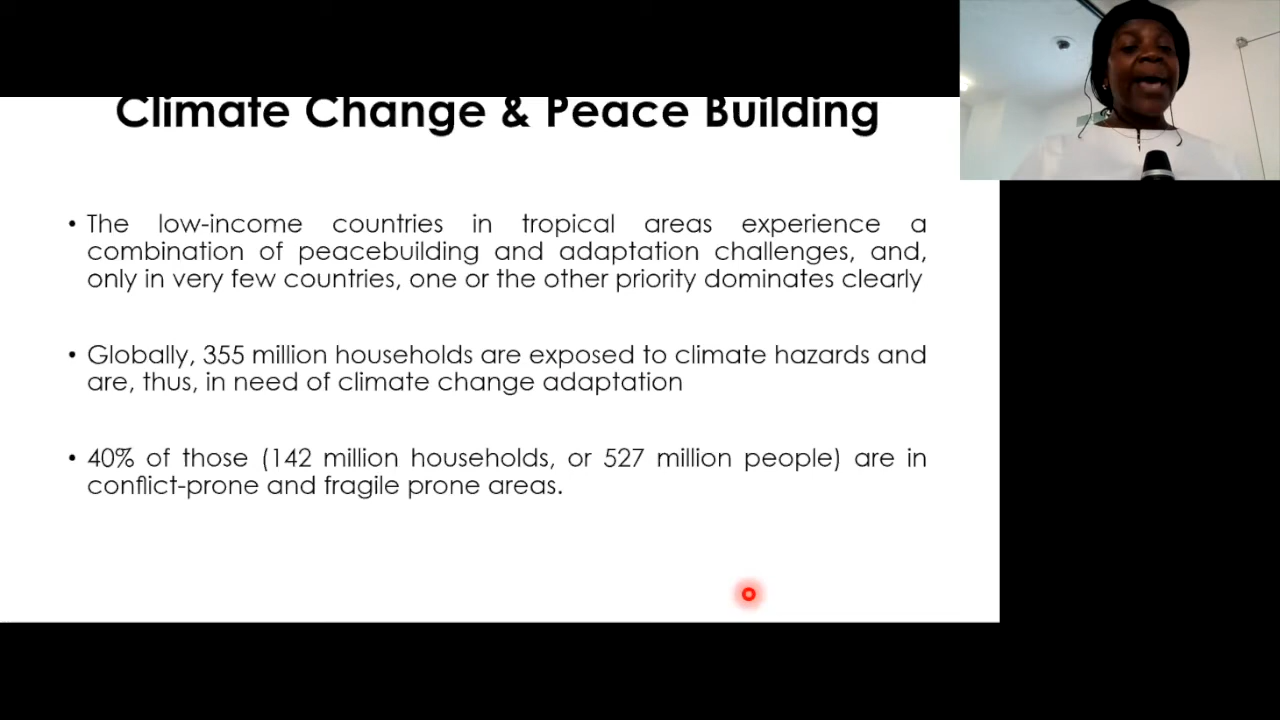 Climate Change & Peace Building
• The low-income countries in tropical areas experience a
combination of peacebuilding and adaptation challenges, and,
only in very few countries, one or the other priority dominates clearly
• Globally, 355 million households are exposed to climate hazards and
are, thus, in need of climate change adaptation
• 40% of those (142 million households, or 527 million people) are in
conflict-prone and fragile prone areas.